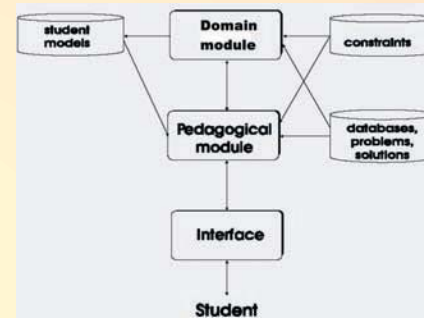 student
models
Domain
module
constraints
Pedagogical
module
databases,
problems,
solutions
Interface
Student